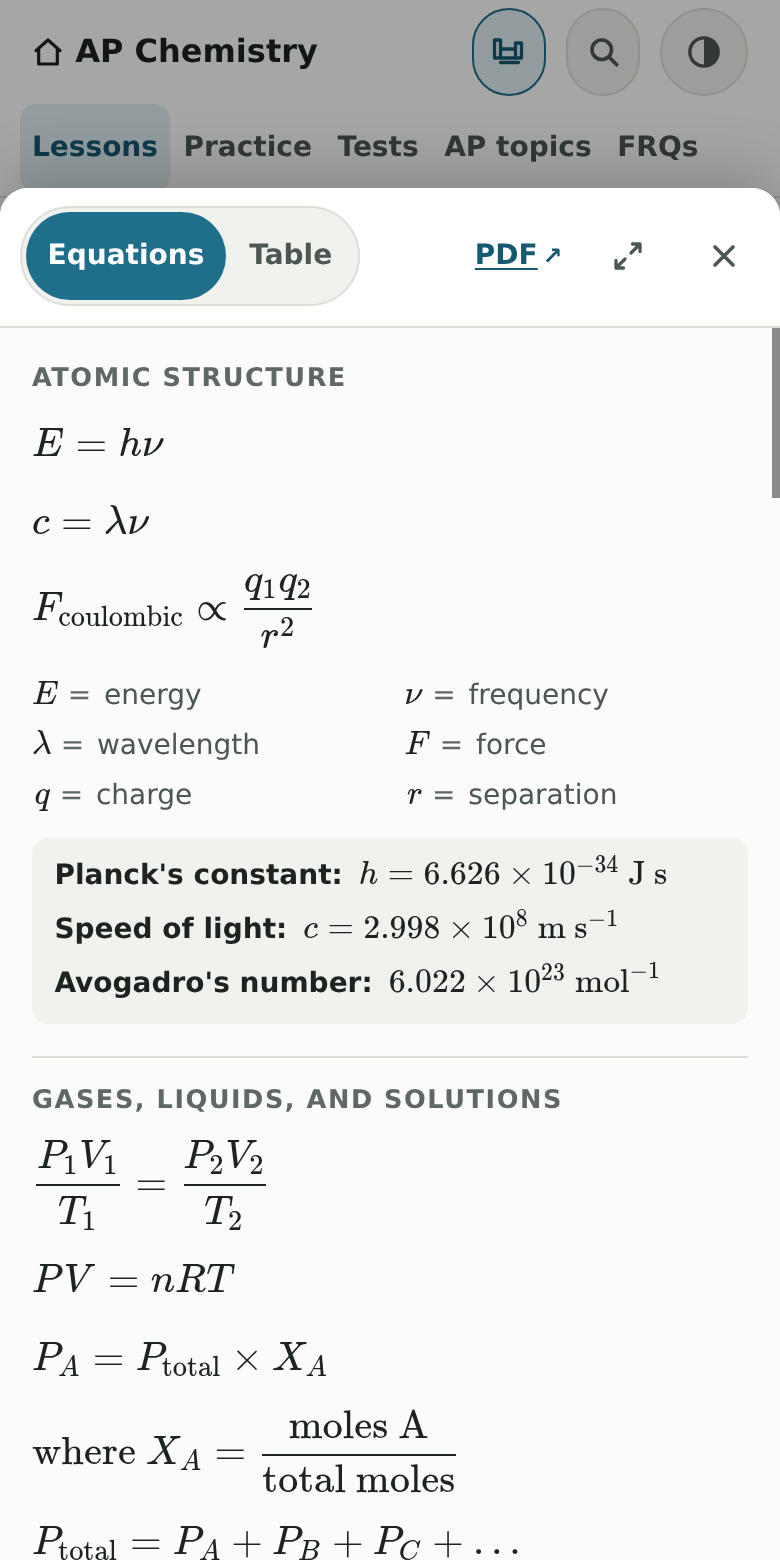 AP Chemistry
Lessons Practice Tests AP topics FRQs
Equations Table PDF ↗
ATOMIC STRUCTURE
E = hν
c = λν
F_coulombic ∝ q₁q₂ / r²
E = energy ν = frequency
λ = wavelength F = force
q = charge r = separation
Planck's constant: h = 6.626 × 10⁻³⁴ J s
Speed of light: c = 2.998 × 10⁸ m s⁻¹
Avogadro's number: 6.022 × 10²³ mol⁻¹
GASES, LIQUIDS, AND SOLUTIONS
P₁V₁ / T₁ = P₂V₂ / T₂
PV = nRT
P_A = P_total × X_A
where X_A = moles A / total moles
P_total = P_A + P_B + P_C + . . .